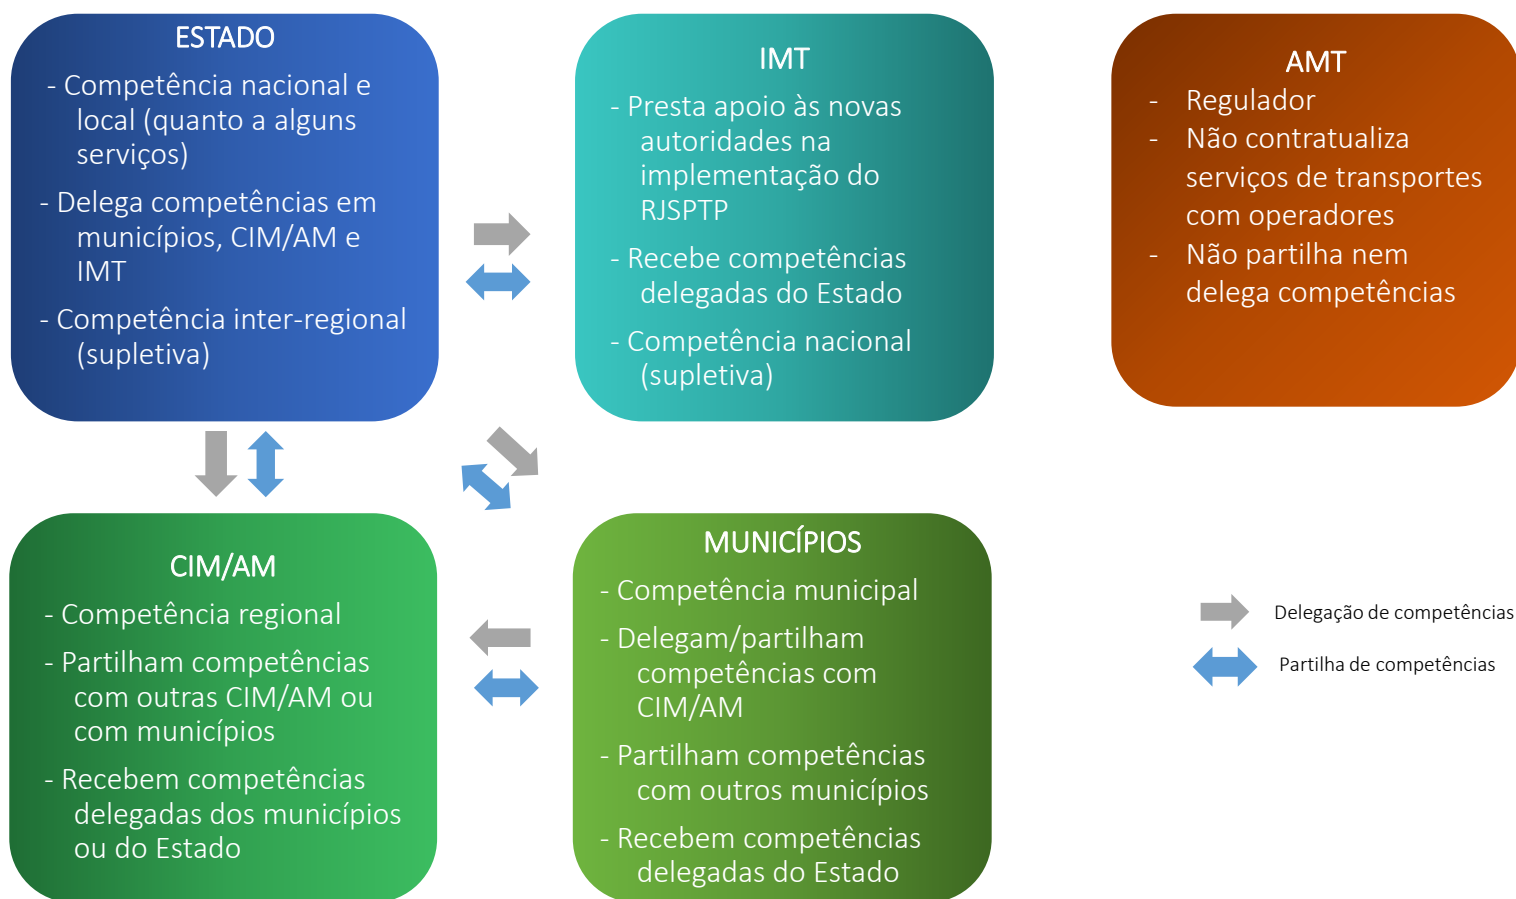 ESTADO
- Competência nacional e
local (quanto a alguns
serviços)
- Delega competências em
municípios, CIM/AM e
IMT
- Competência inter-regional
(supletiva)
IMT
- Presta apoio às novas
autoridades na
implementação do
RJSPTP
- Recebe competências
delegadas do Estado
- Competência nacional
(supletiva)
AMT
- Regulador
- Não contratualiza
serviços de transportes
com operadores
- Não partilha nem
delega competências
CIM/AM
- Competência regional
- Partilham competências
com outras CIM/AM ou
com municípios
- Recebem competências
delegadas dos municípios
ou do Estado
MUNICÍPIOS
- Competência municipal
- Delegam/partilham
competências com
CIM/AM
- Partilham competências
com outros municípios
- Recebem competências
delegadas do Estado
Delegação de competências
Partilha de competências